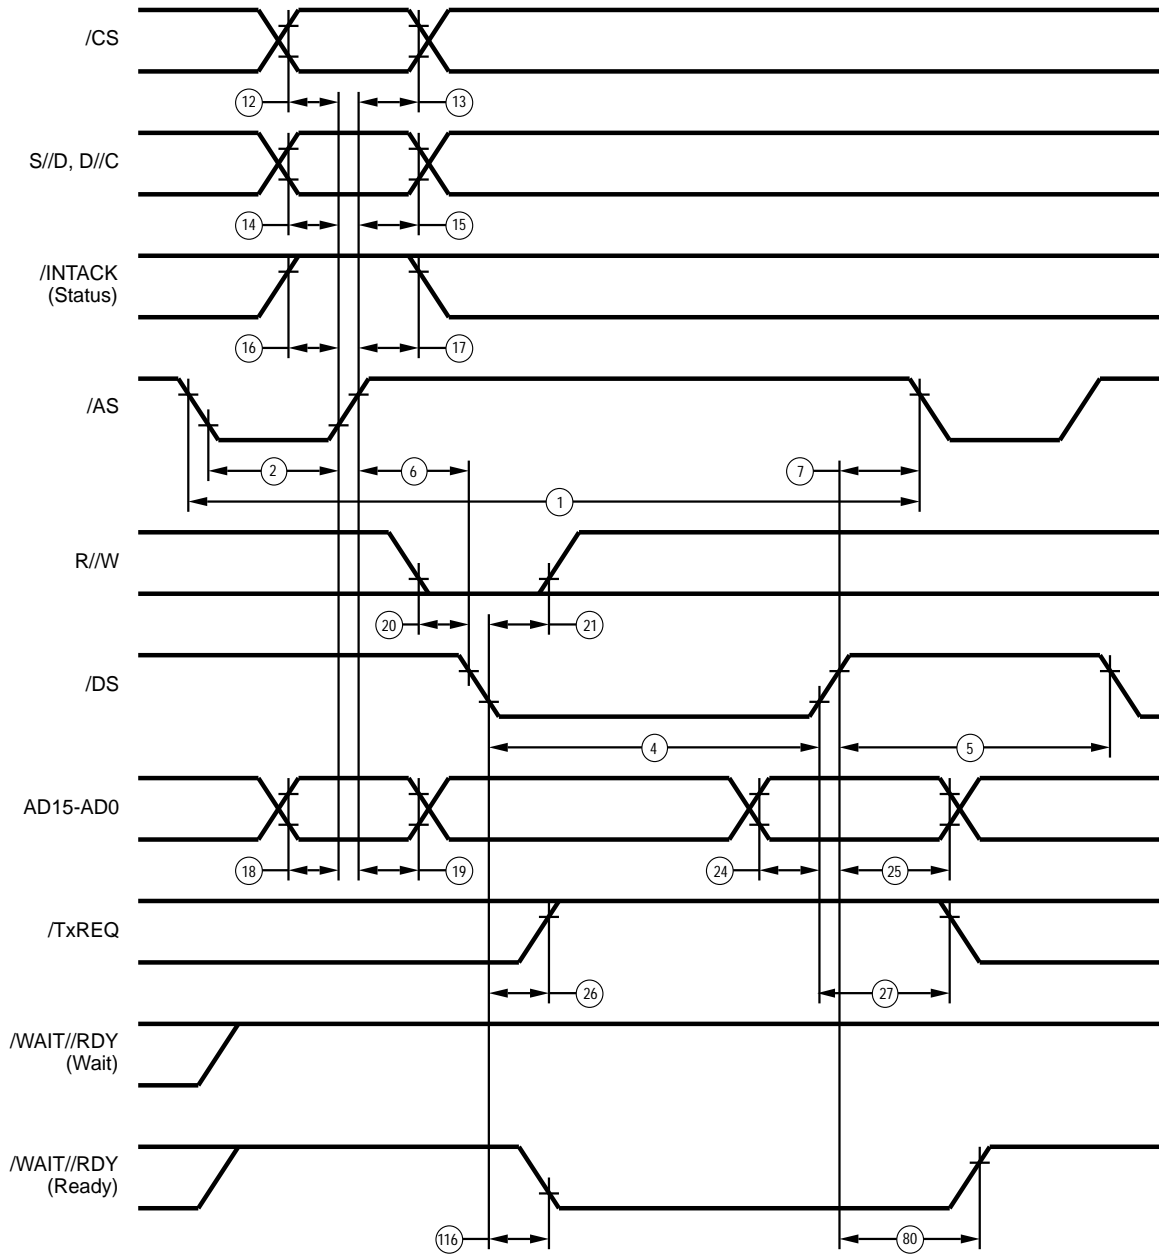 /CS
12
13
S//D, D//C
14
15
/INTACK
(Status)
16
17
/AS
2
6
7
1
R//W
20
21
/DS
4
5
AD15-AD0
18
19
24
25
/TxREQ
26
27
/WAIT//RDY
(Wait)
/WAIT//RDY
(Ready)
116
80